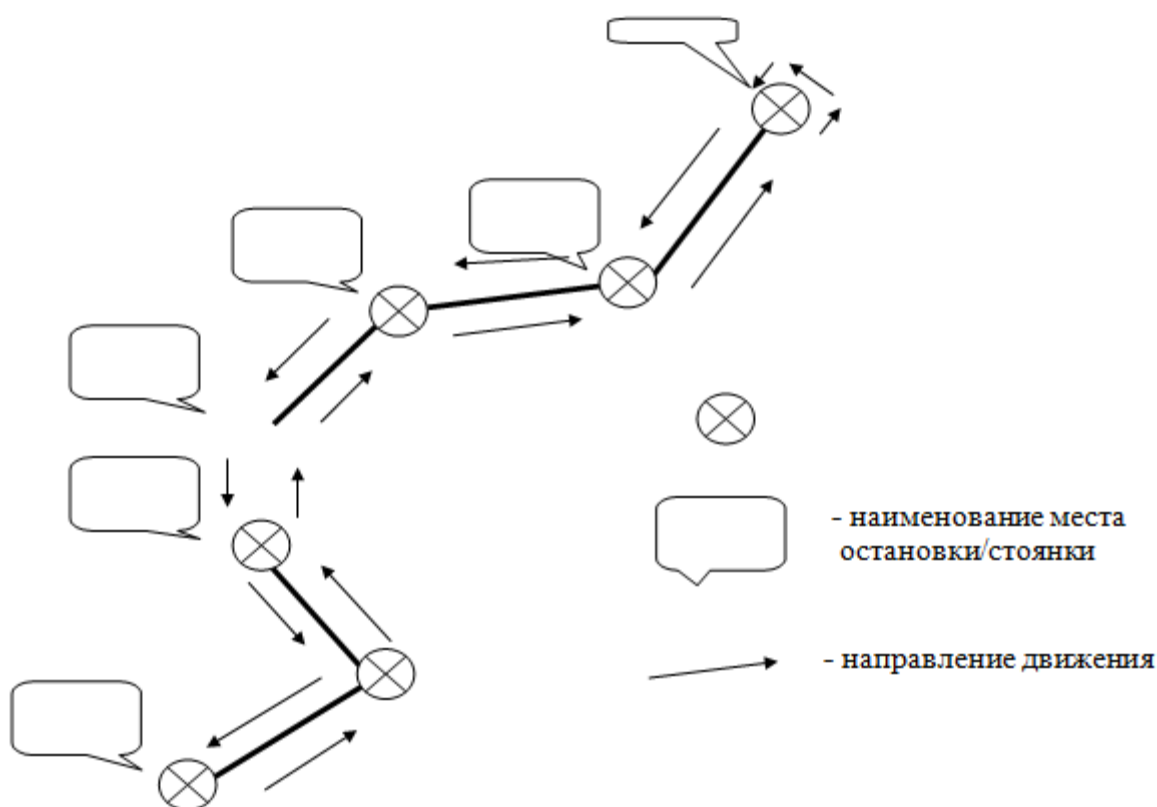 - наименование места
остановки/стоянки
- направление движения